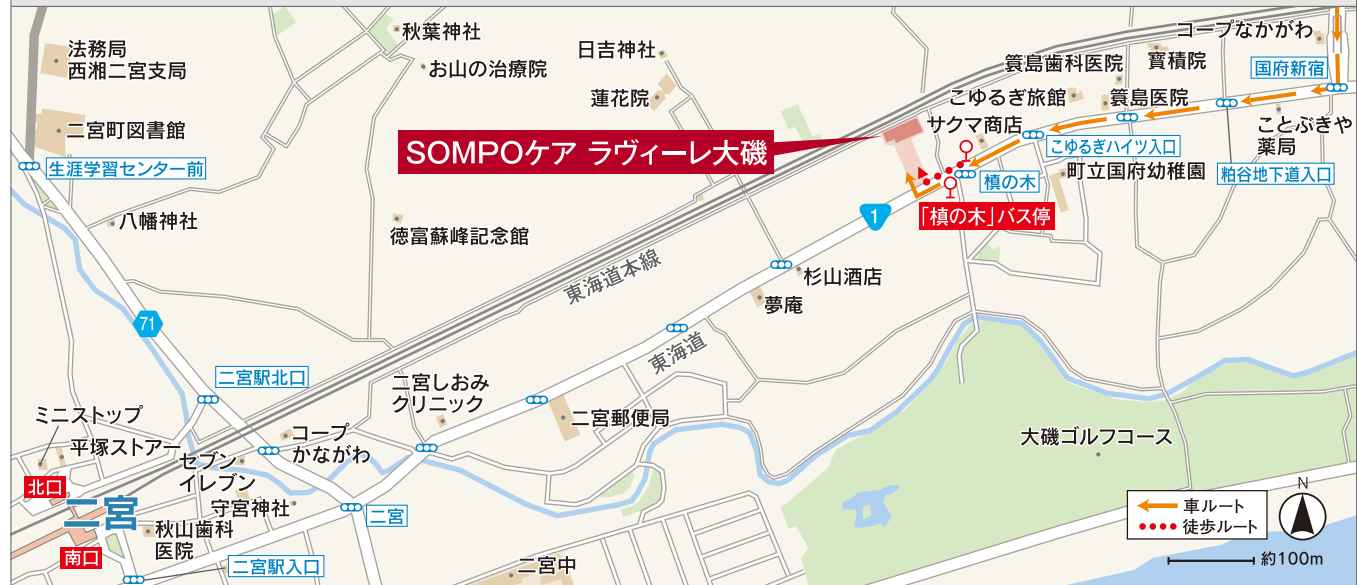 コープなかがわ
秋葉神社
法務局
西湘二宮支局
日吉神社
お山の治療院
簑島歯科医院
寳積院
国府新宿
蓮花院
こゆるぎ旅館
簑島医院
二宮町図書館
サクマ商店
ことぶきや
薬局
SOMPOケア ラヴィーレ大磯
こゆるぎハイツ入口
生涯学習センター前
町立国府幼稚園
粕谷地下道入口
槙の木
「槙の木」バス停
1
八幡神社
徳富蘇峰記念館
東海道本線
杉山酒店
夢庵
71
東海道
二宮駅北口
二宮しおみ
クリニック
ミニストップ
二宮郵便局
平塚ストアー
コープ
かながわ
大磯ゴルフコース
セブン
イレブン
北口
守宮神社
二宮
二宮
秋山歯科
医院
南口
二宮駅入口
二宮中
N
車ルート
徒歩ルート
約100m